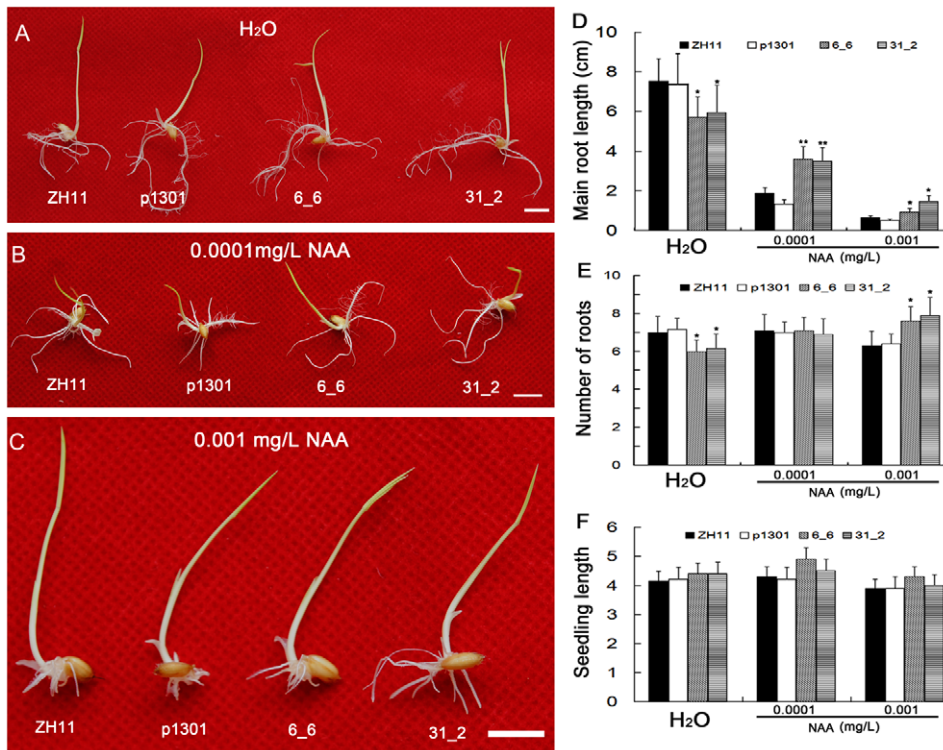 A
H₂O
ZH11
p1301
6_6
31_2
B
0.0001mg/L NAA
ZH11
p1301
6_6
31_2
C
0.001 mg/L NAA
ZH11
p1301
6_6
31_2
D
ZH11 p1301 6_6 31_2
Main root length (cm)
10
8
6
4
2
0
* *
** **
* *
H₂O
0.0001 0.001
NAA (mg/L)
E
ZH11 p1301 6_6 31_2
Number of roots
10
8
6
7
2
0
* *
* *
H₂O
0.0001 0.001
NAA (mg/L)
F
ZH11 p1301 6_6 31_2
Seedling length
6
5
4
3
2
1
0
H₂O
0.0001 0.001
NAA (mg/L)